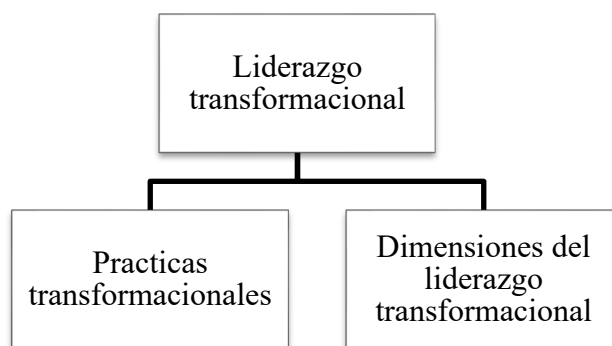 Liderazgo
transformacional
Practicas
transformacionales
Dimensiones del
liderazgo
transformacional